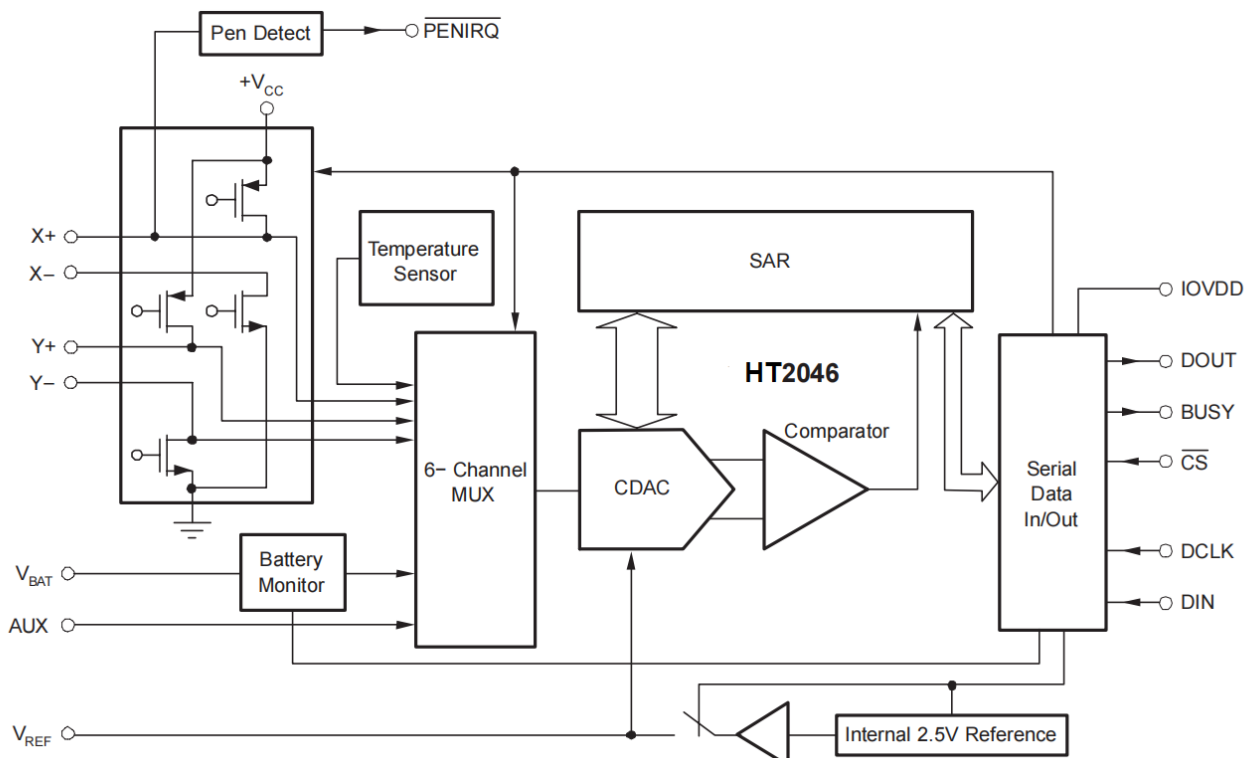 Pen Detect
PENIRQ
+VCC
X+
X−
Y+
Y−
Temperature
Sensor
SAR
IOVDD
DOUT
BUSY
CS
DCLK
DIN
HT2046
Comparator
6− Channel
MUX
CDAC
Serial
Data
In/Out
Battery
Monitor
VBAT
AUX
VREF
Internal 2.5V Reference